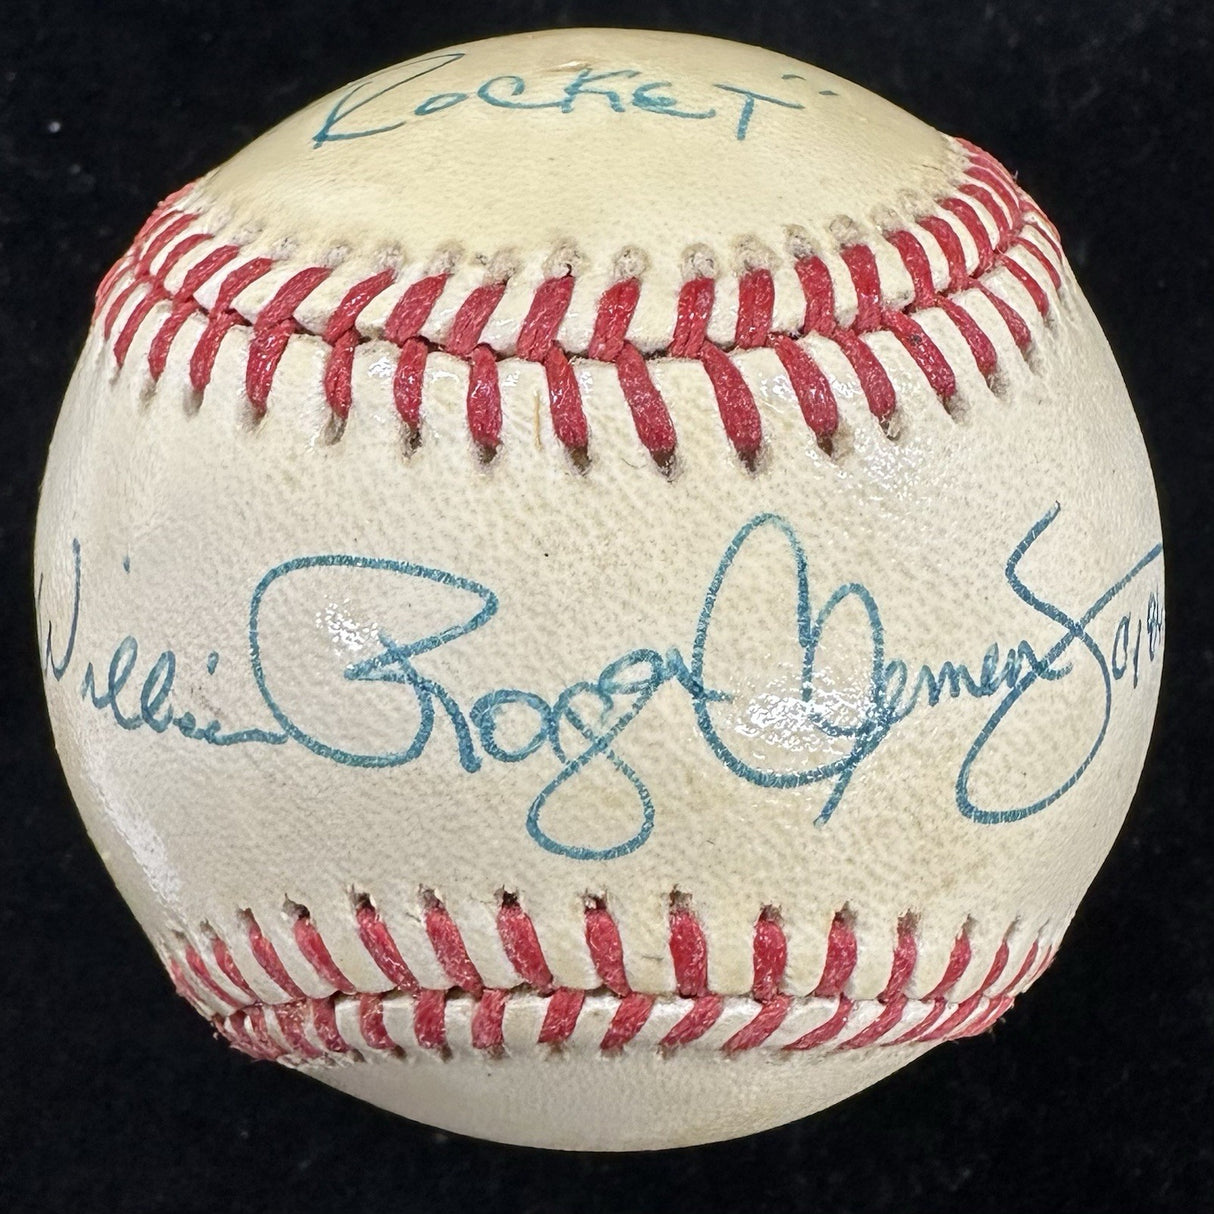 Rocket"
William Roger Clemens